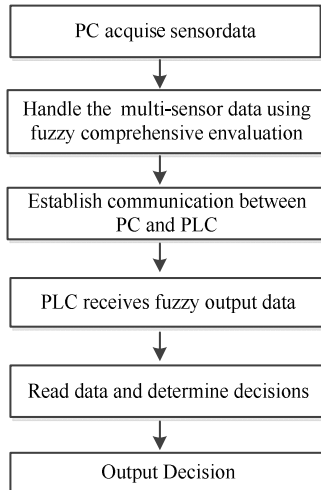 PC acquise sensordata
Handle the multi-sensor data using
fuzzy comprehensive envaluation
Establish communication between
PC and PLC
PLC receives fuzzy output data
Read data and determine decisions
Output Decision